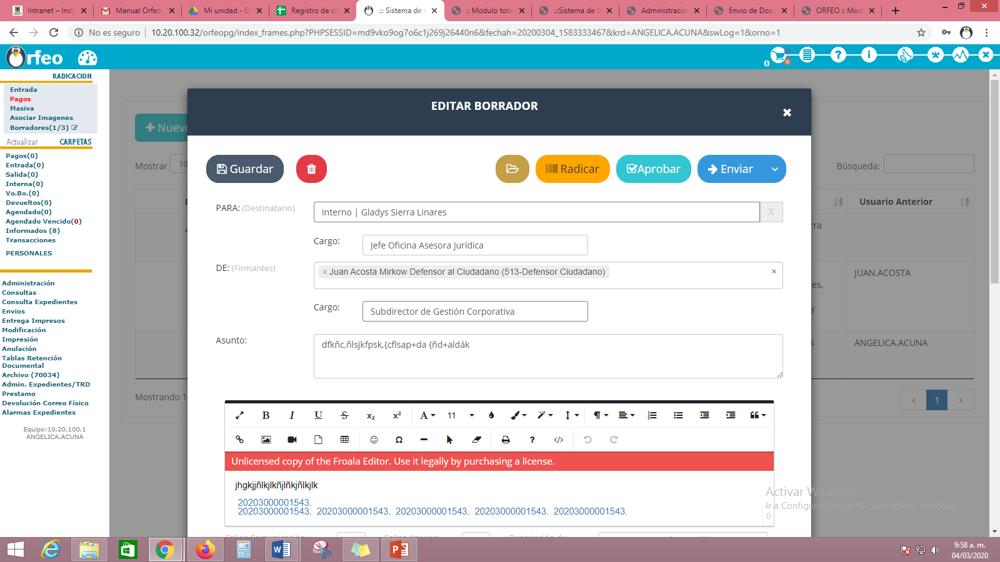 Intranet – Insti
Manual Orfeo
Mi unidad - G
Registro de cr
.:: Sistema de
.: Modulo tota
.::Sistema de G
Administracion
Envio de Docu
ORFEO :: Modu
No es seguro | 10.20.100.32/orfeopg/index_frames.php?PHPSESSID=md9vko9og7o6c1j269j26440n6&fechah=20200304_1583333467&krd=ANGELICA.ACUNA&swLog=1&orno=1
Orfeo
0
RADICACION
Entrada
Pagos
Masiva
Asociar Imagenes
Borradores(1/3)
Actualizar CARPETAS
Pagos(0)
Entrada(0)
Salida(0)
Interna(0)
Vo.Bo.(0)
Devueltos(0)
Agendado(0)
Agendado Vencido(0)
Informados (8)
Transacciones
PERSONALES
Administración
Consultas
Consulta Expedientes
Envios
Entrega Impresos
Modificación
Impresión
Anulación
Tablas Retención
Documental
Archivo (70034)
Admin. Expedientes/TRD
Prestamo
Devolución Correo Físico
Alarmas Expedientes
Equipo:10.20.100.1
ANGELICA.ACUNA
Nuevo
Mostrar 10
Búsqueda:
Usuario Anterior
JUAN.ACOSTA
ANGELICA.ACUNA
Mostrando 1
‹ 1 ›
EDITAR BORRADOR
Guardar
Radicar
Aprobar
Enviar
PARA: (Destinatario)
Interno | Gladys Sierra Linares
X
Cargo:
Jefe Oficina Asesora Jurídica
DE: (Firmantes)
× Juan Acosta Mirkow Defensor al Ciudadano (513-Defensor Ciudadano)
×
Cargo:
Subdirector de Gestión Corporativa
Asunto:
dfkñc,ñlsjkfpsk,{cflsap+da {ñd+aldák
11
Unlicensed copy of the Froala Editor. Use it legally by purchasing a license.
jhgkjjñlkjlkñjlñkjñlkjlk
20203000001543.
20203000001543. 20203000001543. 20203000001543. 20203000001543. 20203000001543.
0
Activar Windows
Ir a Configuración de PC para activar Windows.
9:58 a. m.
04/03/2020